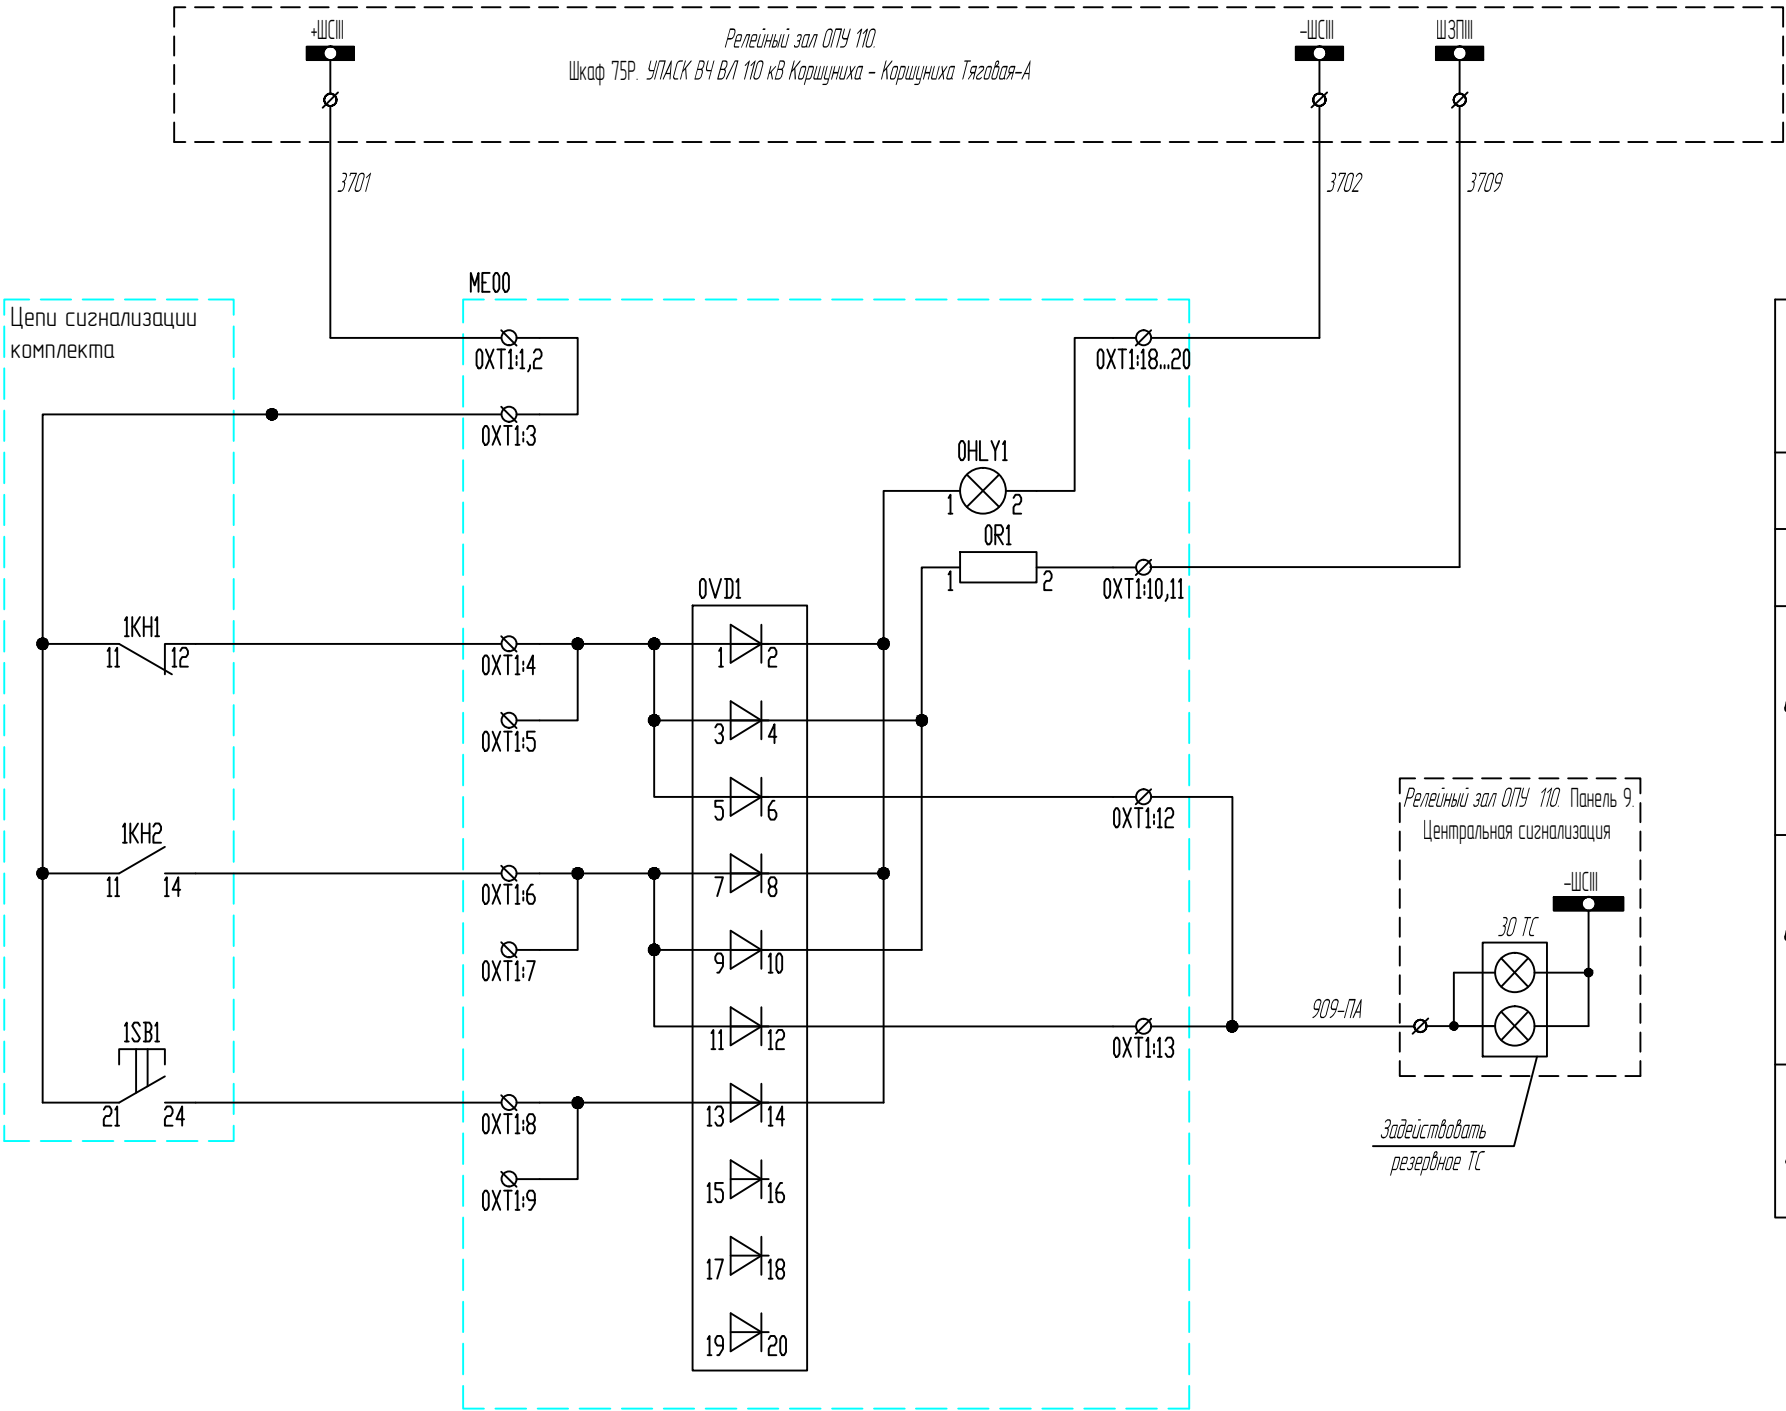 +ШСIII
Релейный зал ОПУ 110.
Шкаф 75Р. УПАСК ВЧ ВЛ 110 кВ Коршуниха - Коршуниха Тяговая-А
-ШСIII
ШЗПIII
3701
3702
3709
ME00
Цепи сигнализации
комплекта
0XT1:1,2
0XT1:18...20
0XT1:3
0HLY1
1
2
0R1
1
2
0XT1:10,11
0VD1
1KH1
11
12
0XT1:4
1
2
0XT1:5
3
4
5
6
0XT1:12
Релейный зал ОПУ 110. Панель 9.
Центральная сигнализация
1KH2
11
14
0XT1:6
7
8
-ШСIII
30 ТС
0XT1:7
9
10
909-ПА
1SB1
11
12
0XT1:13
21
24
0XT1:8
13
14
Задействовать
резервное ТС
0XT1:9
15
16
17
18
19
20